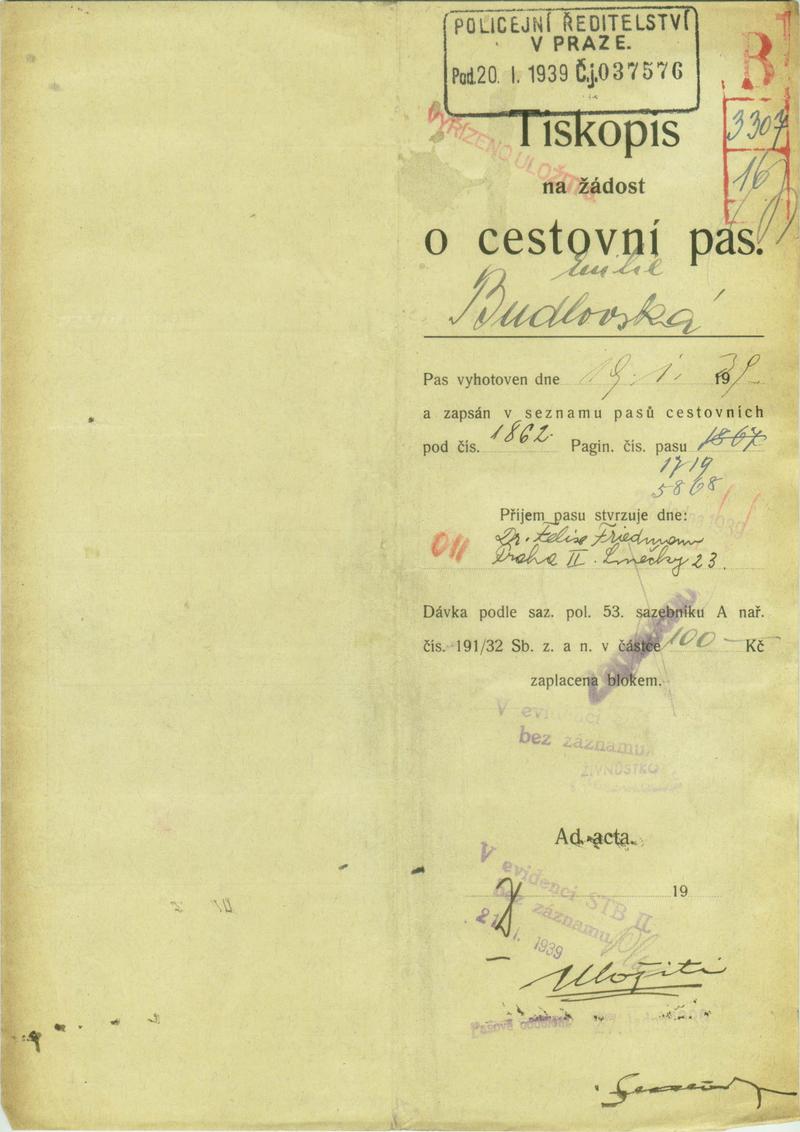 POLICEJNÍ ŘEDITELSTVÍ
V PRAZE.
Pod. 20. I. 1939 Č.j. 037576
B
3307
16
VYŘÍZENO ULOŽITI
Tiskopis
na žádost
o cestovní pas.
Emilie
Budlovská
Pas vyhotoven dne 19. 1. 1939
a zapsán v seznamu pasů cestovních
pod čís. 1862. Pagin. čís. pasu 1867
1719
5868
Příjem pasu stvrzuje dne:
Dr. Felise Friedmann
Praha II. Smečky 23.
Dávka podle saz. pol. 53. sazebníku A nař.
čís. 191/32 Sb. z. a n. v částce 100 — Kč
zaplacena blokem.
V evidenci
bez záznamu
ŽIVNOSTKO
Ad acta.
19
V evidenci STB II.
bez záznamu
21. I. 1939
Uložiti
Pasové oddělení